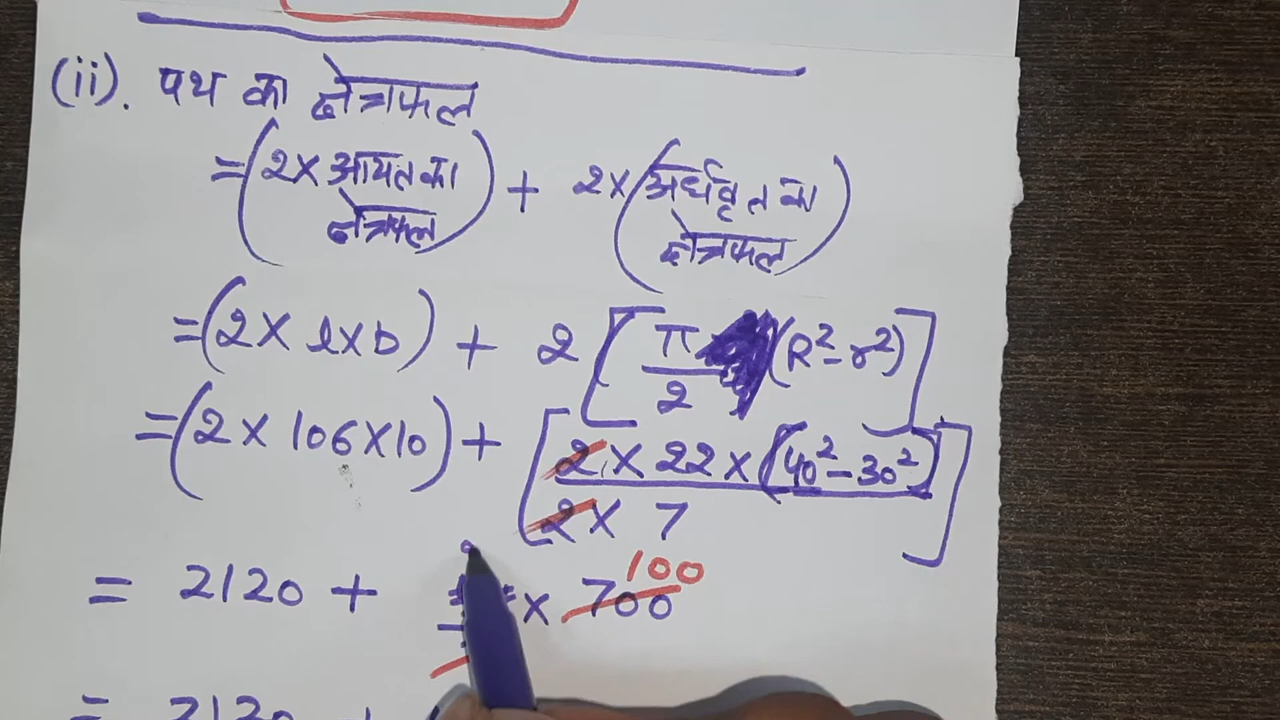 (ii). पथ का क्षेत्रफल
= (2 × आयत का क्षेत्रफल) + 2 × (अर्धवृत का क्षेत्रफल)
= (2 × l × b) + 2 [π/2 (R² - r²)]
= (2 × 106 × 10) + [2 × 22 × (40² - 30²) / 2 × 7]
= 2120 + × 700 100
= 2120 +